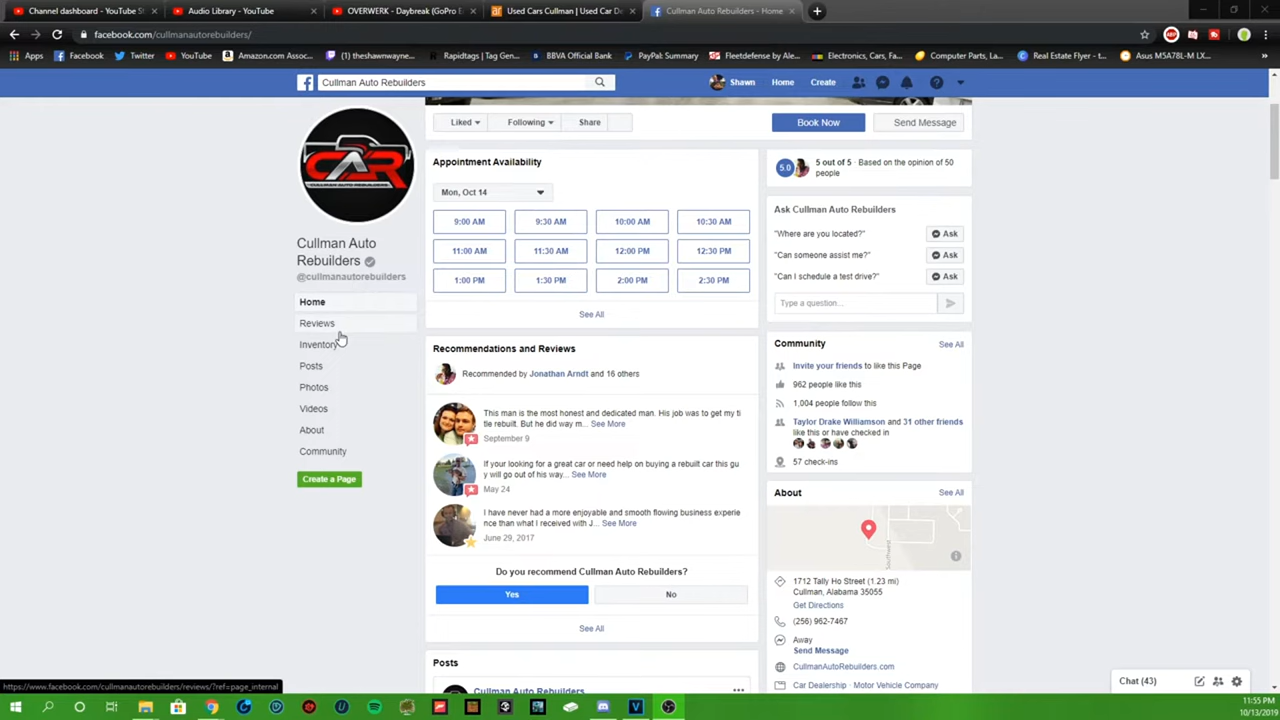 Channel dashboard - YouTube St
Audio Library - YouTube
OVERWERK - Daybreak (GoPro
Used Cars Cullman | Used Car De
Cullman Auto Rebuilders - Home
facebook.com/cullmanautorebuilders/
Apps Facebook Twitter YouTube Amazon.com Assoc... theshawnwayne Rapidtags | Tag Gen... BBVA Official Bank PayPal: Summary Fleetdefense by Ale... Electronics, Cars, Fa... Computer Parts, La... Real Estate Flyer - t... Asus M5A78L-M LX...
Cullman Auto Rebuilders
Shawn Home Create
Liked Following Share
Book Now Send Message
CAR
CULLMAN AUTO REBUILDERS
Cullman Auto
Rebuilders
@cullmanautorebuilders
Home
Reviews
Inventory
Posts
Photos
Videos
About
Community
Create a Page
Appointment Availability
Mon, Oct 14
9:00 AM 9:30 AM 10:00 AM 10:30 AM
11:00 AM 11:30 AM 12:00 PM 12:30 PM
1:00 PM 1:30 PM 2:00 PM 2:30 PM
See All
Recommendations and Reviews
Recommended by Jonathan Arndt and 16 others
This man is the most honest and dedicated man. His job was to get my ti
tle rebuilt. But he did way m... See More
September 9
If your looking for a great car or need help on buying a rebuilt car this gu
y will go out of his way... See More
May 24
I have never had a more enjoyable and smooth flowing business experie
nce than what I received with J... See More
June 29, 2017
Do you recommend Cullman Auto Rebuilders?
Yes No
See All
Posts
Cullman Auto Rebuilders
5.0
5 out of 5 · Based on the opinion of 50
people
Ask Cullman Auto Rebuilders
"Where are you located?" Ask
"Can someone assist me?" Ask
"Can I schedule a test drive?" Ask
Type a question...
Community See All
Invite your friends to like this Page
962 people like this
1,004 people follow this
Taylor Drake Williamson and 31 other friends
like this or have checked in
57 check-ins
About See All
Southwest
1712 Tally Ho Street (1.23 mi)
Cullman, Alabama 35055
Get Directions
(256) 962-7467
Away
Send Message
CullmanAutoRebuilders.com
Car Dealership · Motor Vehicle Company
Chat (43)
https://www.facebook.com/cullmanautorebuilders/reviews/?ref=page_internal
11:55 PM
10/13/2019